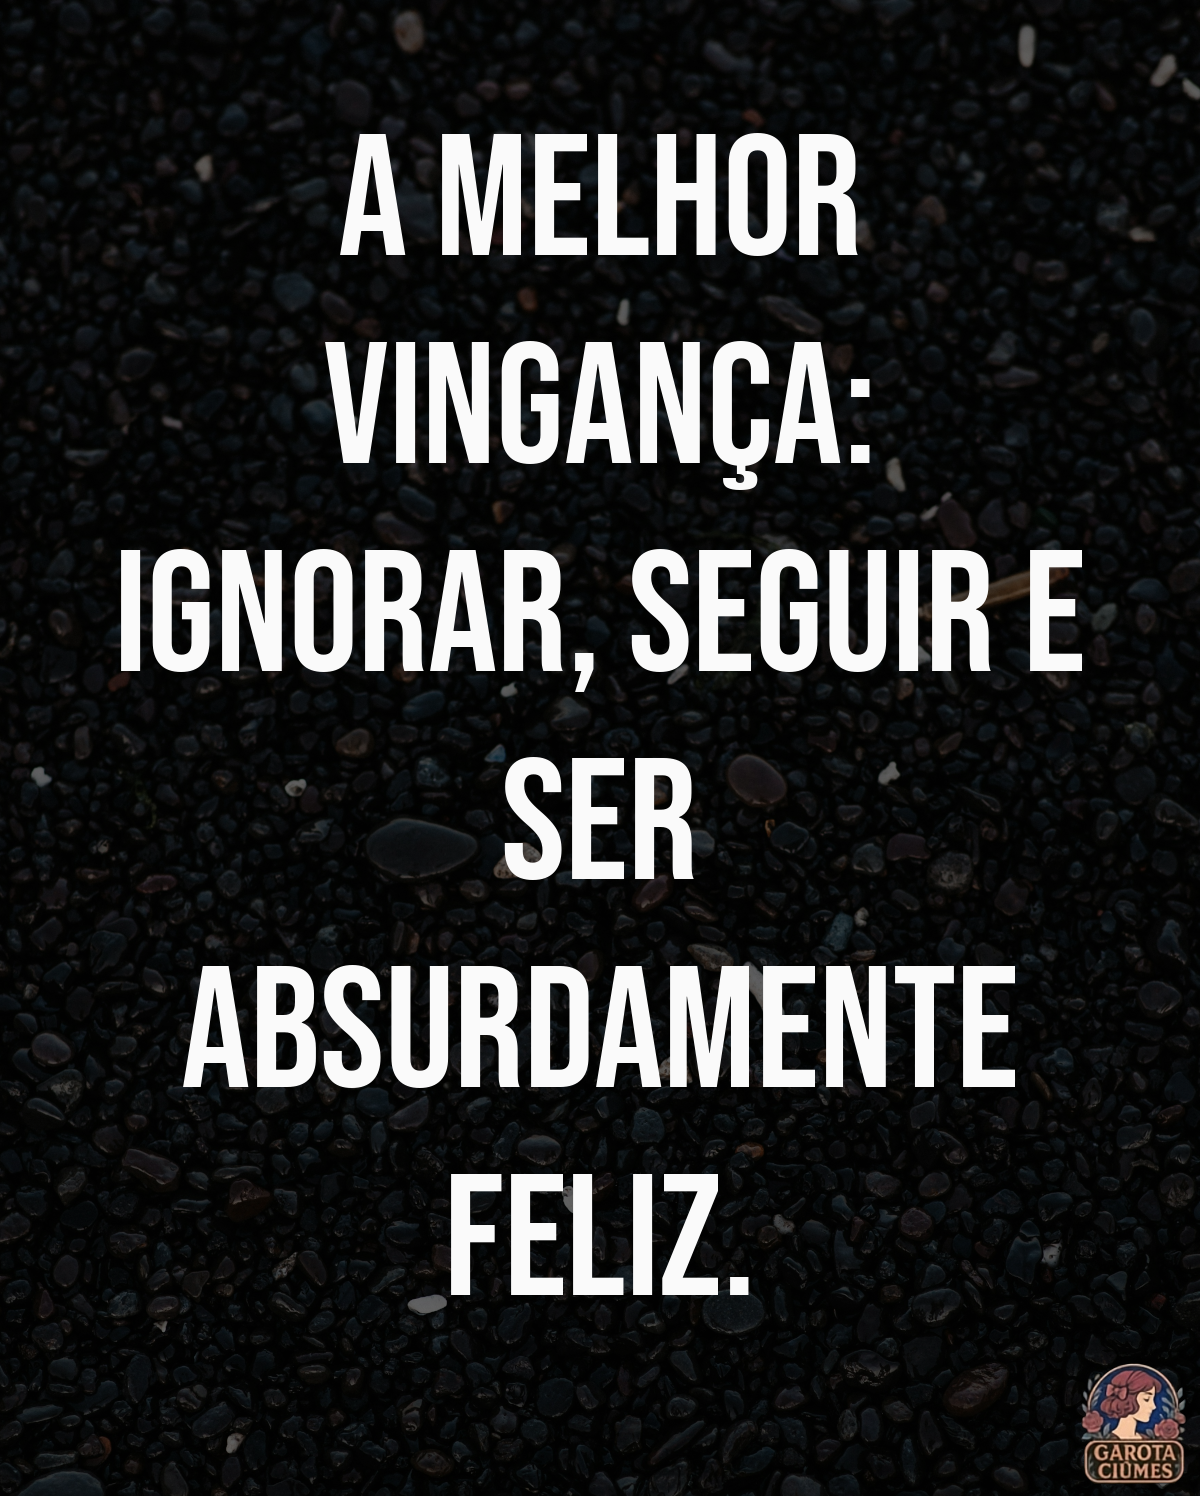 A MELHOR
VINGANÇA:
IGNORAR, SEGUIR E
SER
ABSURDAMENTE
FELIZ.
GAROTA
CIÚMES